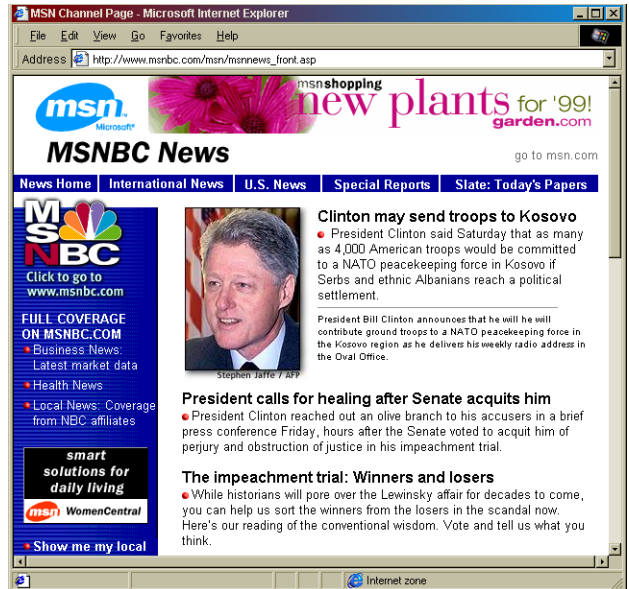 MSN Channel Page - Microsoft Internet Explorer
File Edit View Go Favorites Help
Address http://www.msnbc.com/msn/msnnews_front.asp
msn
Microsoft®
msnshopping
new plants for '99!
garden.com
MSNBC News
go to msn.com
News Home International News U.S. News Special Reports Slate: Today's Papers
MSNBC
Click to go to
www.msnbc.com
FULL COVERAGE
ON MSNBC.COM
Business News:
Latest market data
Health News
Local News: Coverage
from NBC affiliates
smart
solutions for
daily living
msn WomenCentral
Show me my local
Stephen Jaffe / AFP
Clinton may send troops to Kosovo
President Clinton said Saturday that as many
as 4,000 American troops would be committed
to a NATO peacekeeping force in Kosovo if
Serbs and ethnic Albanians reach a political
settlement.
President Bill Clinton announces that he will he will
contribute ground troops to a NATO peacekeeping force in
the Kosovo region as he delivers his weekly radio address in
the Oval Office.
President calls for healing after Senate acquits him
President Clinton reached out an olive branch to his accusers in a brief
press conference Friday, hours after the Senate voted to acquit him of
perjury and obstruction of justice in his impeachment trial.
The impeachment trial: Winners and losers
While historians will pore over the Lewinsky affair for decades to come,
you can help us sort the winners from the losers in the scandal now.
Here's our reading of the conventional wisdom. Vote and tell us what you
think.
Internet zone